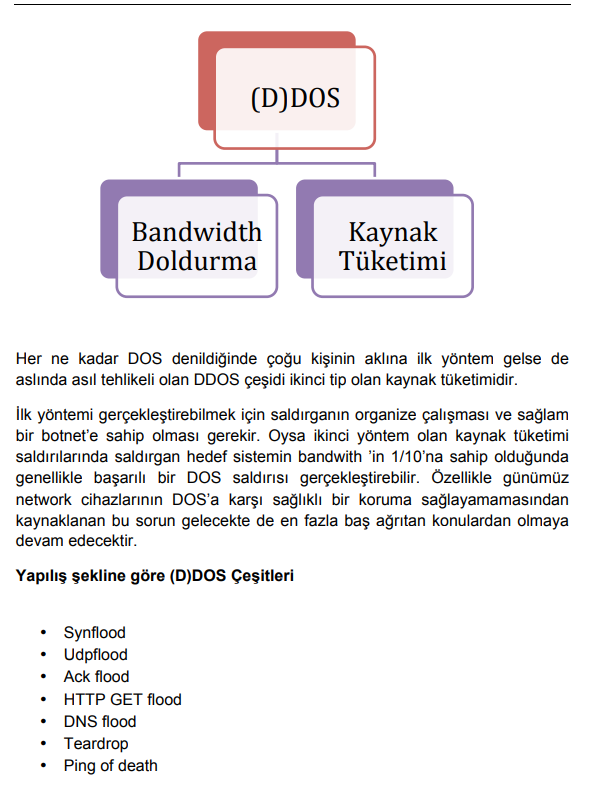 (D)DOS
Bandwidth
Doldurma
Kaynak
Tüketimi
Her ne kadar DOS denildiğinde çoğu kişinin aklına ilk yöntem gelse de
aslında asıl tehlikeli olan DDOS çeşidi ikinci tip olan kaynak tüketimidir.
İlk yöntemi gerçekleştirebilmek için saldırganın organize çalışması ve sağlam
bir botnet’e sahip olması gerekir. Oysa ikinci yöntem olan kaynak tüketimi
saldırılarında saldırgan hedef sistemin bandwith ’in 1/10’na sahip olduğunda
genellikle başarılı bir DOS saldırısı gerçekleştirebilir. Özellikle günümüz
network cihazlarının DOS’a karşı sağlıklı bir koruma sağlayamamasından
kaynaklanan bu sorun gelecekte de en fazla baş ağrıtan konulardan olmaya
devam edecektir.
Yapılış şekline göre (D)DOS Çeşitleri
• Synflood
• Udpflood
• Ack flood
• HTTP GET flood
• DNS flood
• Teardrop
• Ping of death